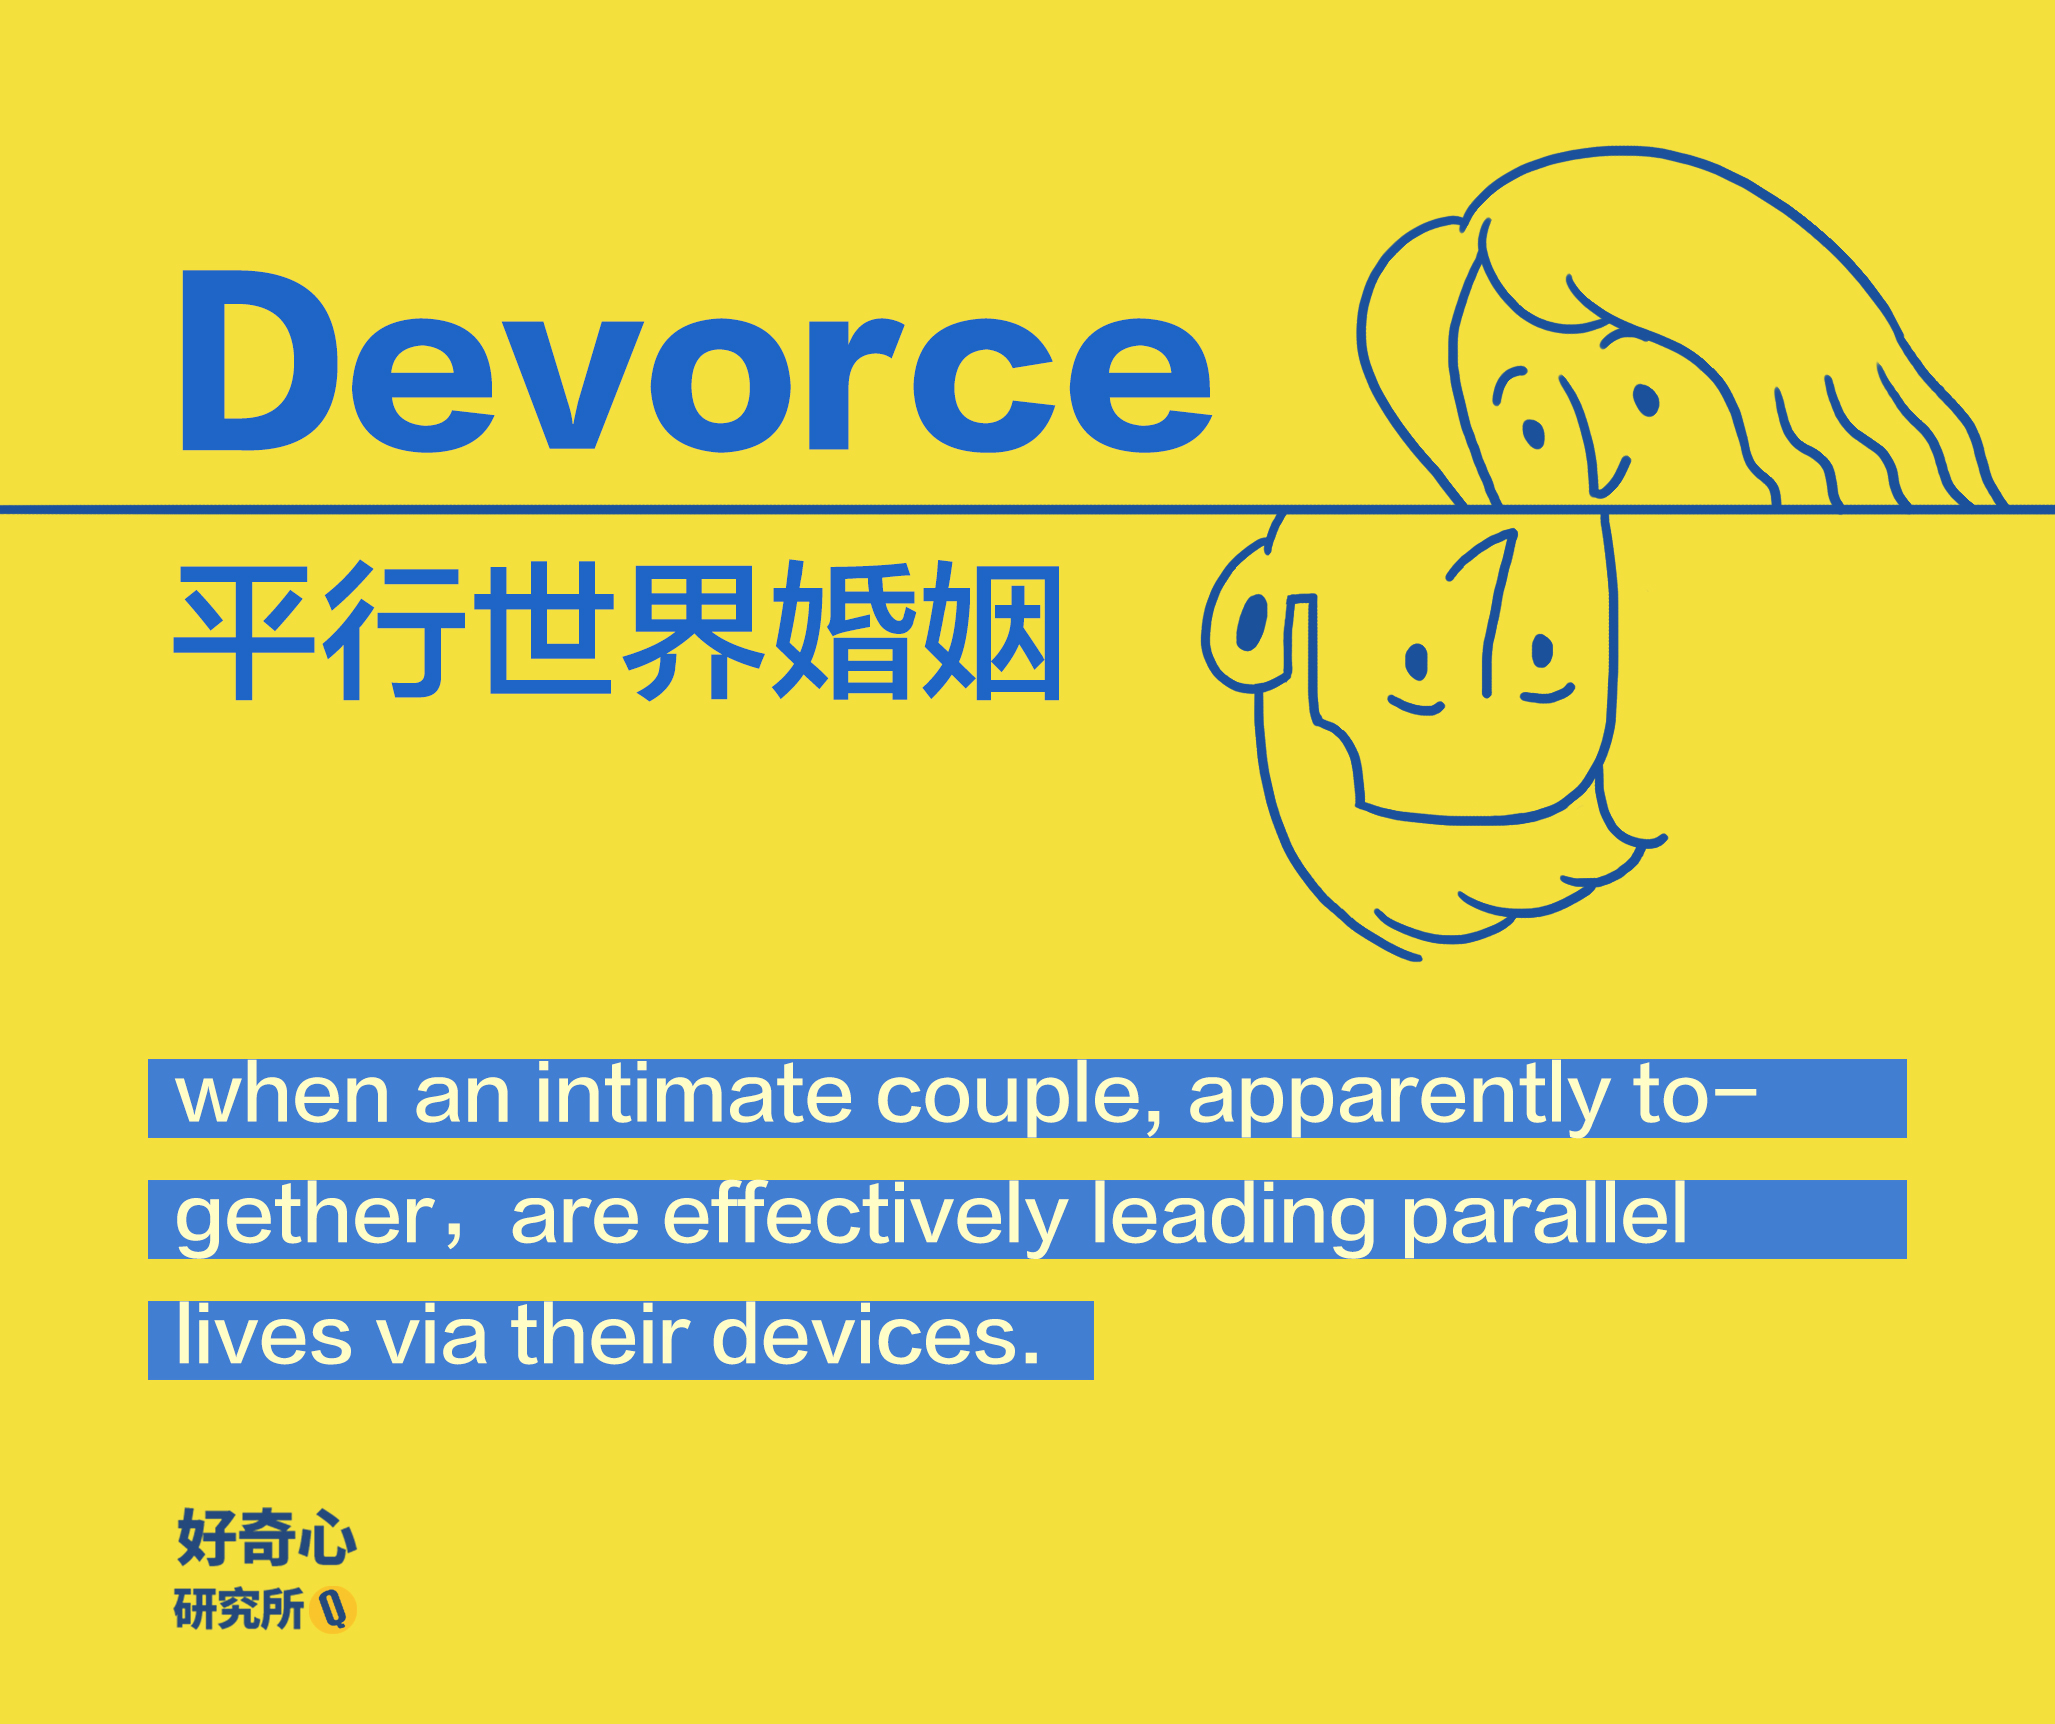 Devorce
平行世界婚姻
when an intimate couple, apparently to–
gether， are effectively leading parallel
lives via their devices.
好奇心
研究所 Q